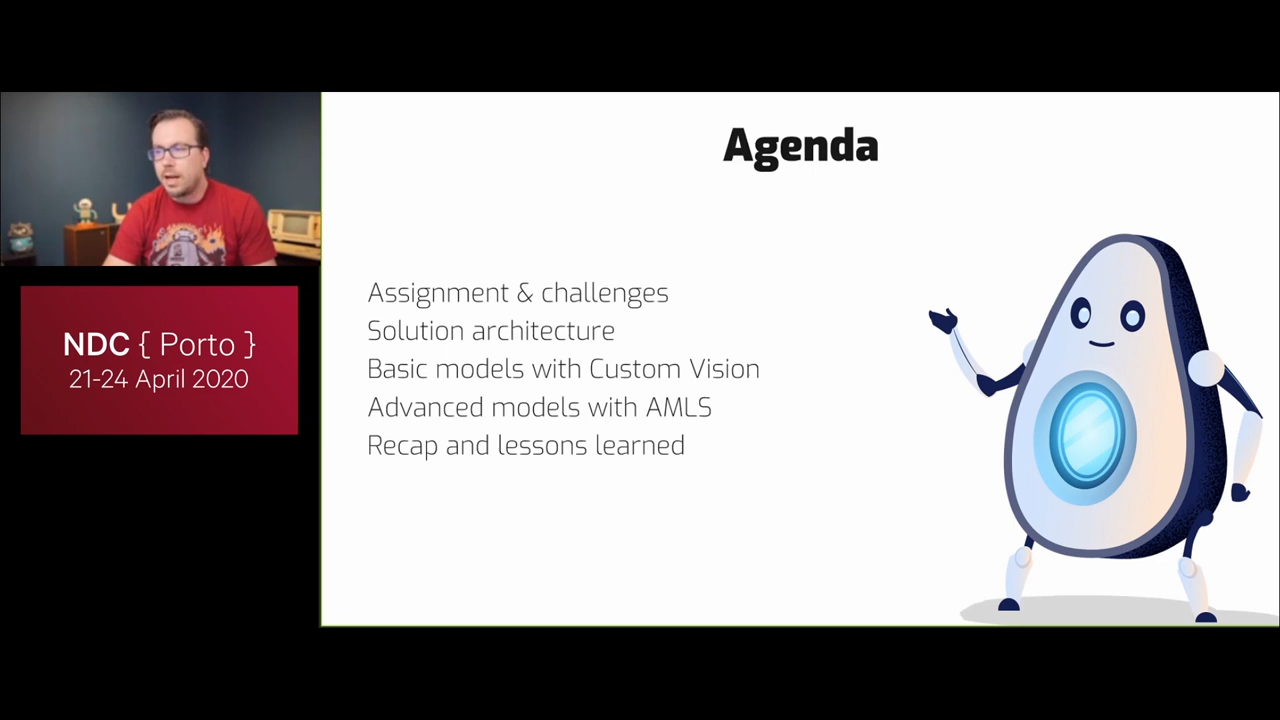 NDC { Porto }
21-24 April 2020
Agenda
Assignment & challenges
Solution architecture
Basic models with Custom Vision
Advanced models with AMLS
Recap and lessons learned